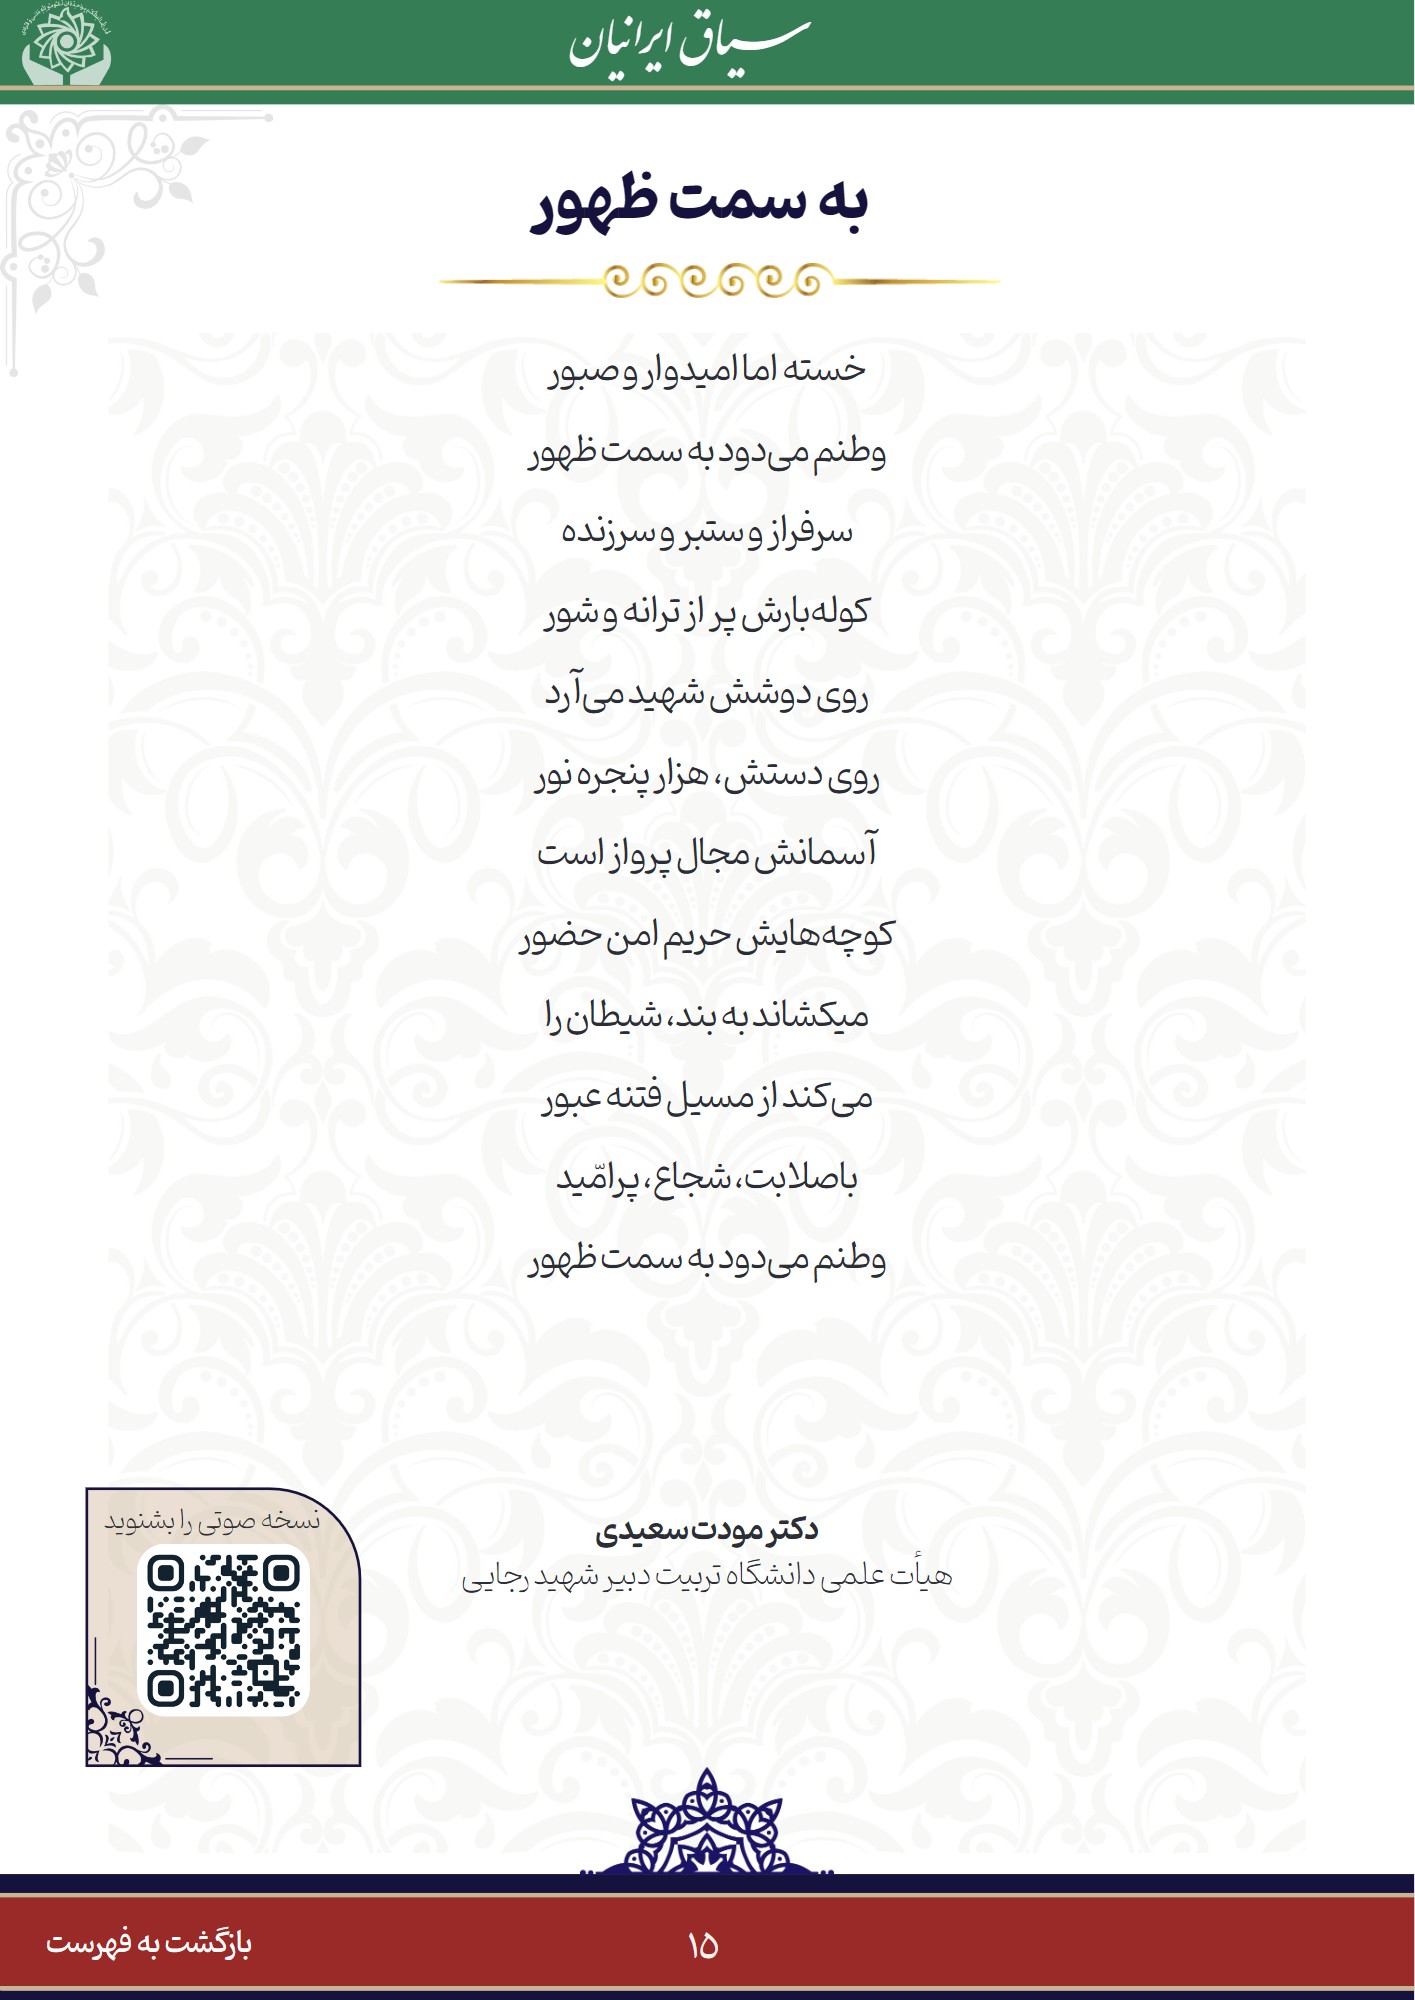 سیاق ایرانیان
به سمت ظهور
خسته اما امیدوار و صبور
وطنم می‌دود به سمت ظهور
سرفراز و ستبر و سرزنده
کوله‌بارش پر از ترانه و شور
روی دوشش شهید می‌آرد
روی دستش، هزار پنجره نور
آسمانش مجال پرواز است
کوچه‌هایش حریم امن حضور
میکشاند به بند، شیطان را
می‌کند از مسیل فتنه عبور
باصلابت، شجاع، پرامّید
وطنم می‌دود به سمت ظهور
دکتر مودت سعیدی
هیأت علمی دانشگاه تربیت دبیر شهید رجایی
نسخه صوتی را بشنوید
۱۵
بازگشت به فهرست